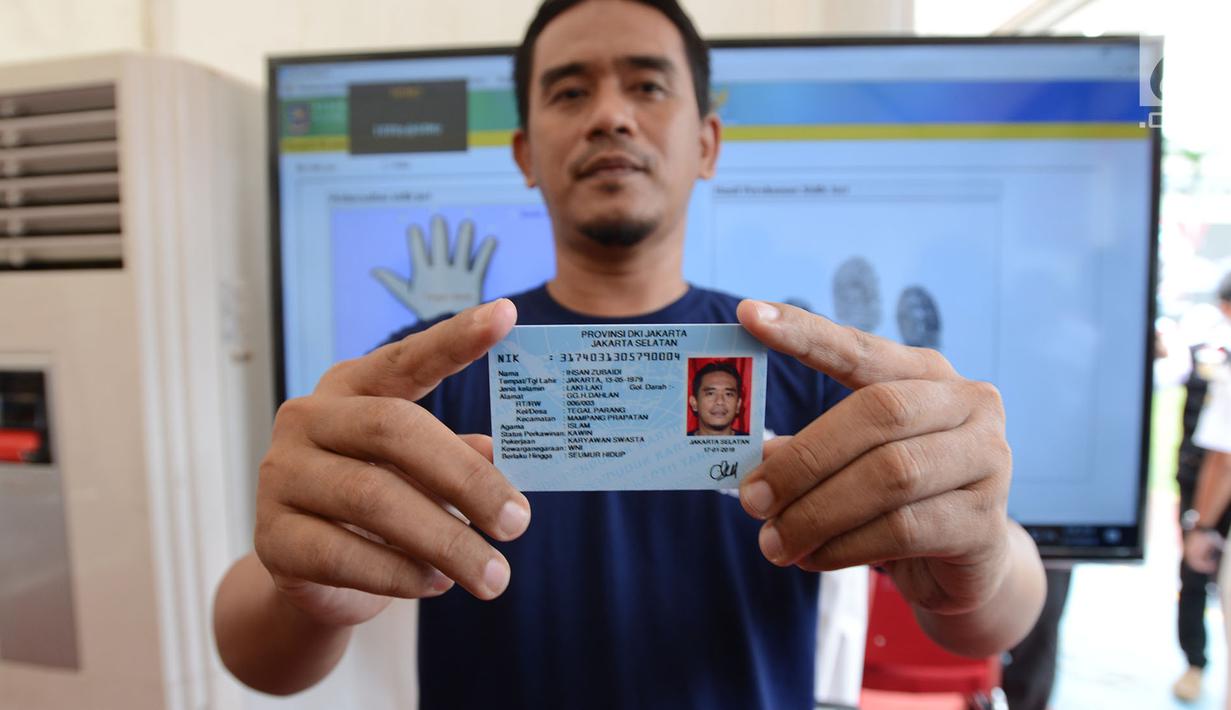 PROVINSI DKI JAKARTA
JAKARTA SELATAN
NIK : 3174031305790004
Nama : IHSAN ZUBAIDI
Tempat/Tgl Lahir : JAKARTA, 13-05-1979
Jenis kelamin : LAKI-LAKI Gol. Darah :-
Alamat : GG.H.DAHLAN
RT/RW : 006/003
Kel/Desa : TEGAL PARANG
Kecamatan : MAMPANG PRAPATAN
Agama : ISLAM
Status Perkawinan: KAWIN
Pekerjaan : KARYAWAN SWASTA
Kewarganegaraan: WNI
Berlaku Hingga : SEUMUR HIDUP
JAKARTA SELATAN
17-01-2018